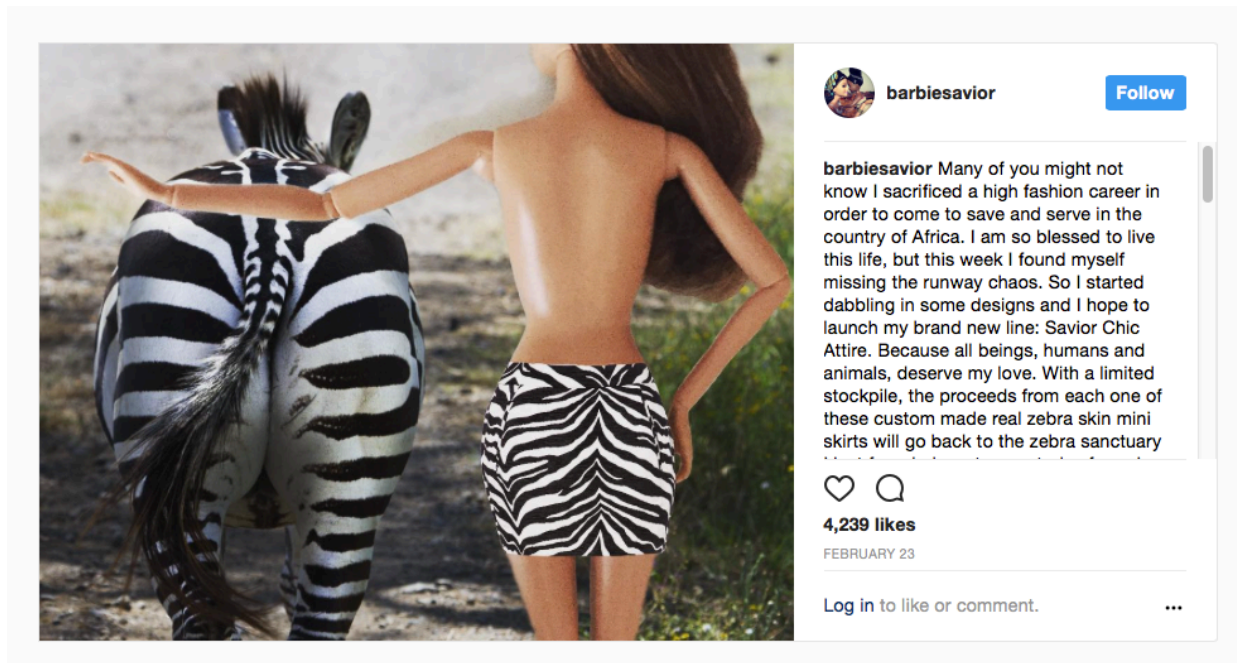 barbiesavior
Follow
barbiesavior Many of you might not
know I sacrificed a high fashion career in
order to come to save and serve in the
country of Africa. I am so blessed to live
this life, but this week I found myself
missing the runway chaos. So I started
dabbling in some designs and I hope to
launch my brand new line: Savior Chic
Attire. Because all beings, humans and
animals, deserve my love. With a limited
stockpile, the proceeds from each one of
these custom made real zebra skin mini
skirts will go back to the zebra sanctuary
4,239 likes
FEBRUARY 23
Log in to like or comment.